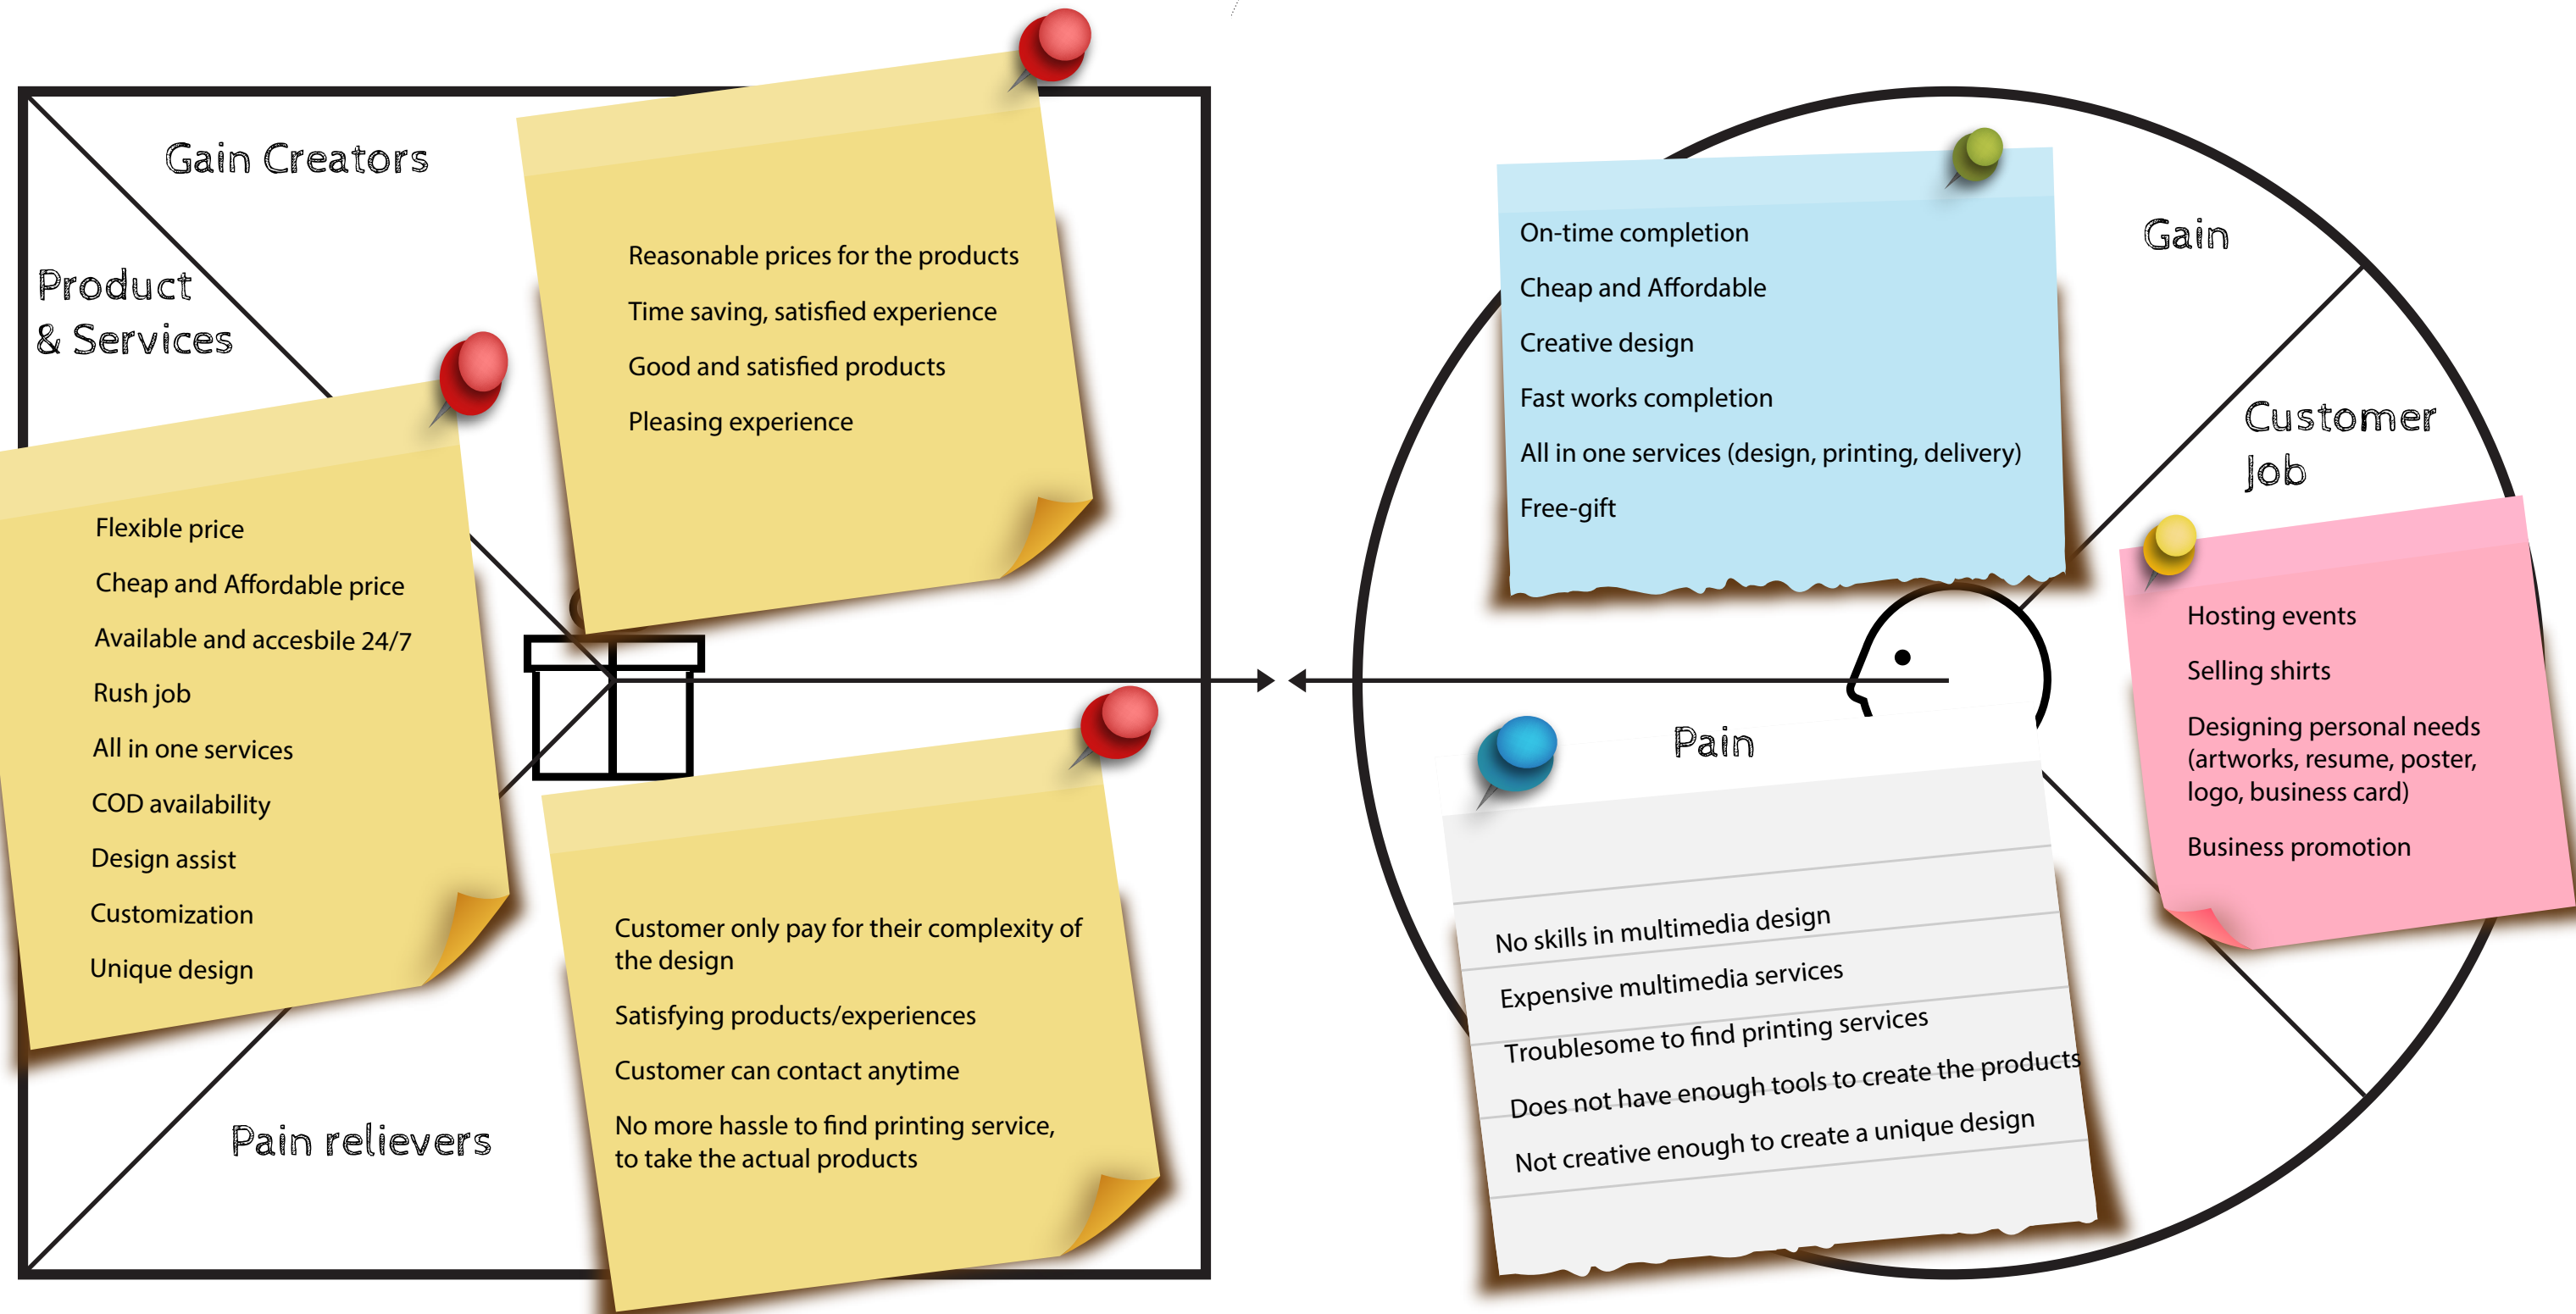 Gain Creators
Reasonable prices for the products
Time saving, satisfied experience
Good and satisfied products
Pleasing experience
Product
& Services
Flexible price
Cheap and Affordable price
Available and accesbile 24/7
Rush job
All in one services
COD availability
Design assist
Customization
Unique design
Pain relievers
Customer only pay for their complexity of
the design
Satisfying products/experiences
Customer can contact anytime
No more hassle to find printing service,
to take the actual products
Gain
On-time completion
Cheap and Affordable
Creative design
Fast works completion
All in one services (design, printing, delivery)
Free-gift
Customer
Job
Hosting events
Selling shirts
Designing personal needs
(artworks, resume, poster,
logo, business card)
Business promotion
Pain
No skills in multimedia design
Expensive multimedia services
Troublesome to find printing services
Does not have enough tools to create the products
Not creative enough to create a unique design